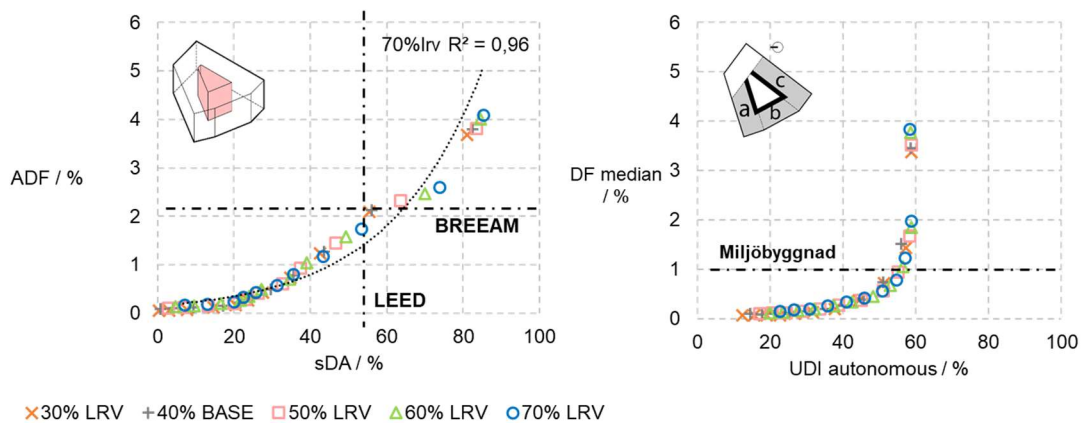 6
5
4
3
2
1
0
ADF / %
70%lrv R² = 0,96
BREEAM
LEED
0 20 40 60 80 100
sDA / %
6
5
4
3
2
1
0
DF median
/ %
a
b
c
Miljöbyggnad
0 20 40 60 80 100
UDI autonomous / %
30% LRV 40% BASE 50% LRV 60% LRV 70% LRV